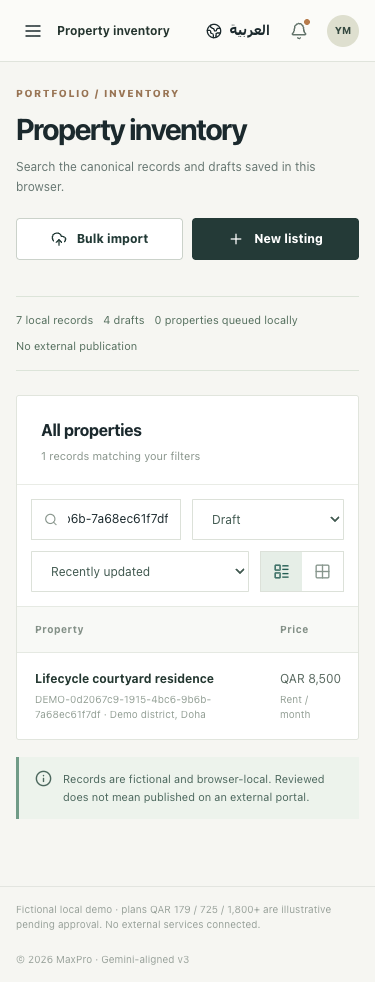 Property inventory
العربية
YM
PORTFOLIO / INVENTORY
Property inventory
Search the canonical records and drafts saved in this
browser.
Bulk import
New listing
7 local records 4 drafts 0 properties queued locally
No external publication
All properties
1 records matching your filters
6b-7a68ec61f7df
Draft
Recently updated
Property Price
Lifecycle courtyard residence QAR 8,500
DEMO-0d2067c9-1915-4bc6-9b6b- Rent /
7a68ec61f7df · Demo district, Doha month
Records are fictional and browser-local. Reviewed
does not mean published on an external portal.
Fictional local demo · plans QAR 179 / 725 / 1,800+ are illustrative
pending approval. No external services connected.
© 2026 MaxPro · Gemini-aligned v3